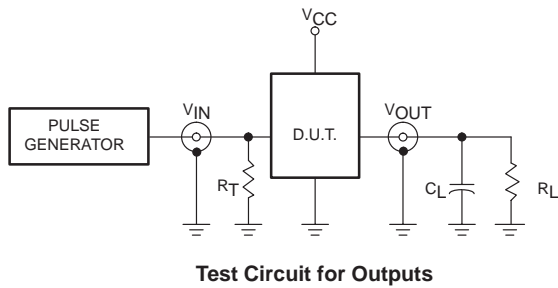 VCC
PULSE
GENERATOR
VIN
D.U.T.
VOUT
RT
CL
RL
Test Circuit for Outputs